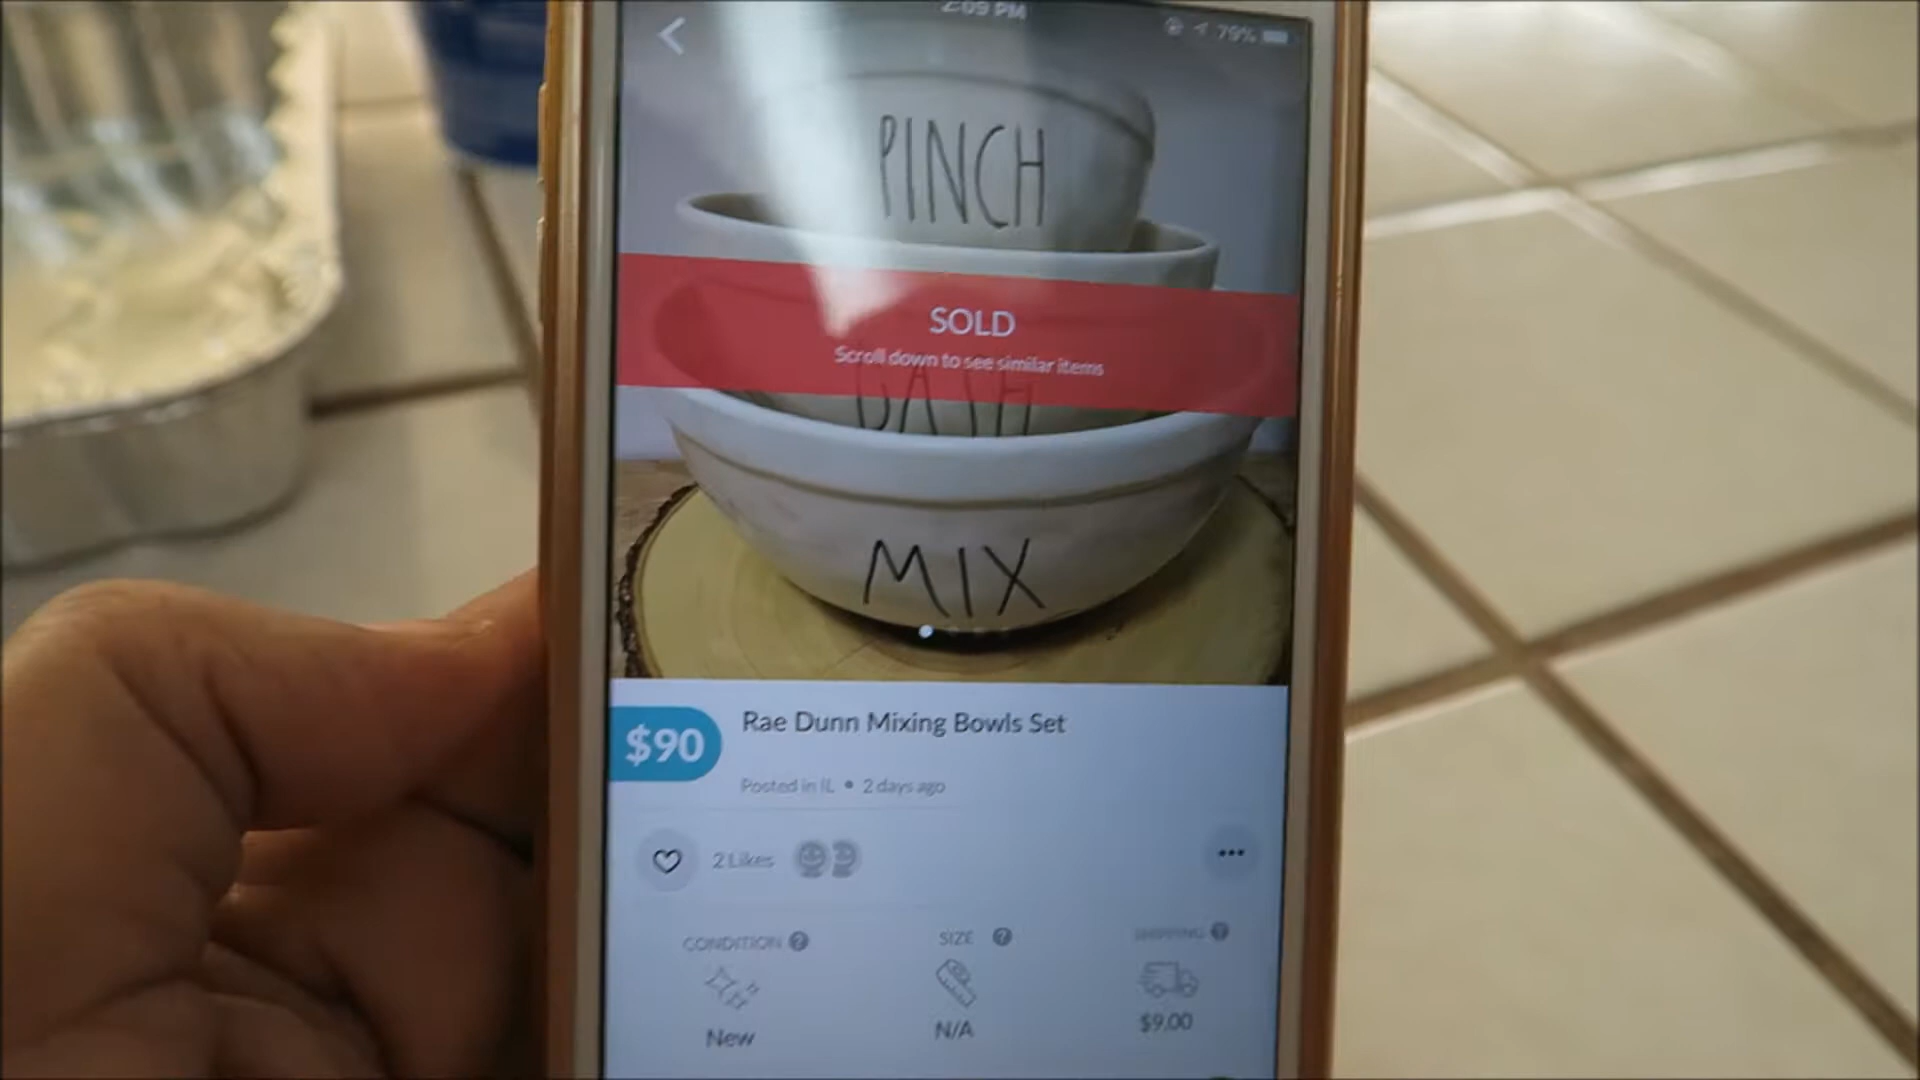 2:09 PM
79%
PINCH
SOLD
Scroll down to see similar items
DASH
MIX
$90
Rae Dunn Mixing Bowls Set
Posted in IL • 2 days ago
2 Likes
CONDITION
SIZE
SHIPPING
New
N/A
$9.00